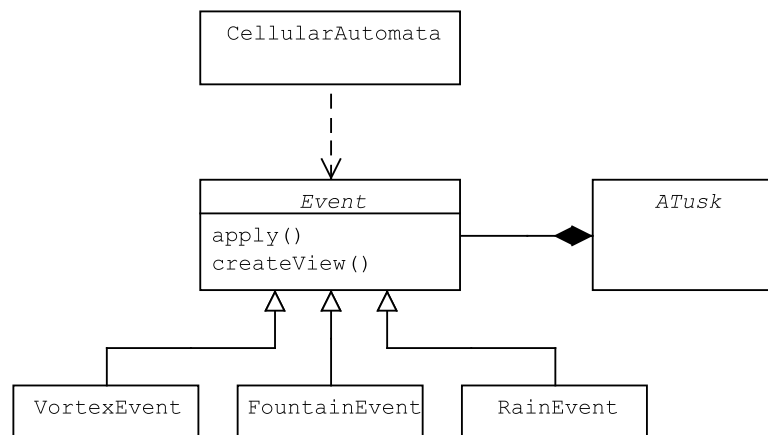 CellularAutomata
Event
ATusk
apply()
createView()
VortexEvent
FountainEvent
RainEvent